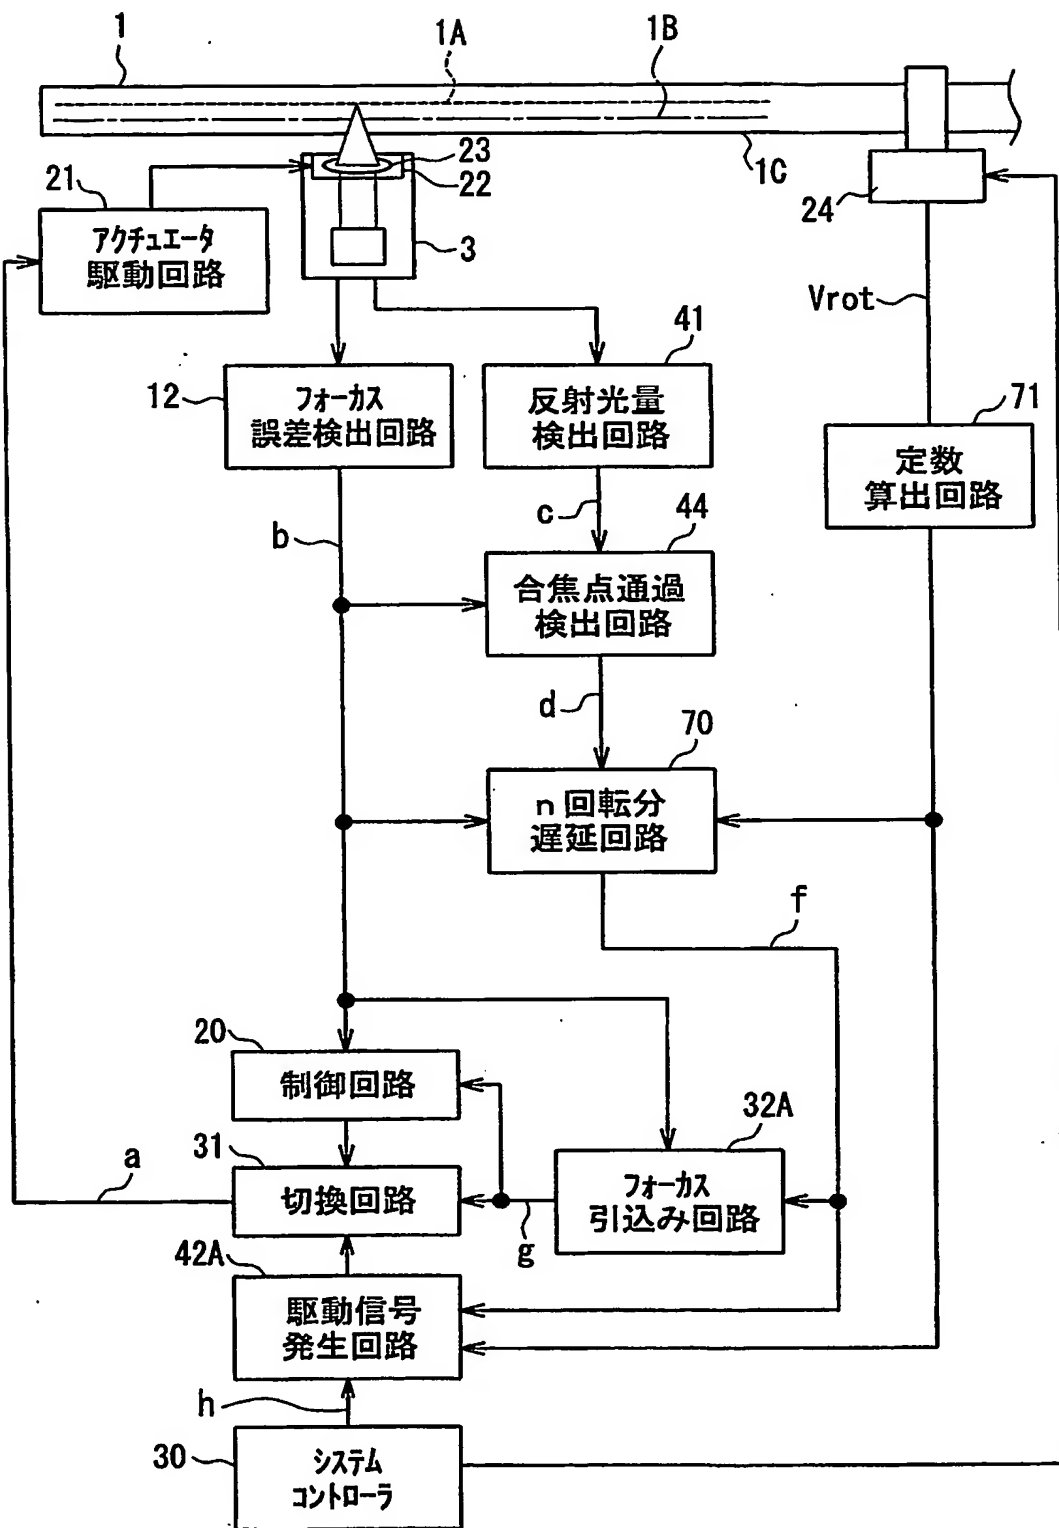 1
1A
1B
1C
23
22
21
アクチュエータ
駆動回路
3
24
Vrot
41
12
フォーカス
誤差検出回路
反射光量
検出回路
71
定数
算出回路
b
c
44
合焦点通過
検出回路
d
70
n回転分
遅延回路
f
20
制御回路
32A
31
a
切換回路
フォーカス
引込み回路
g
42A
駆動信号
発生回路
h
30
システム
コントローラ